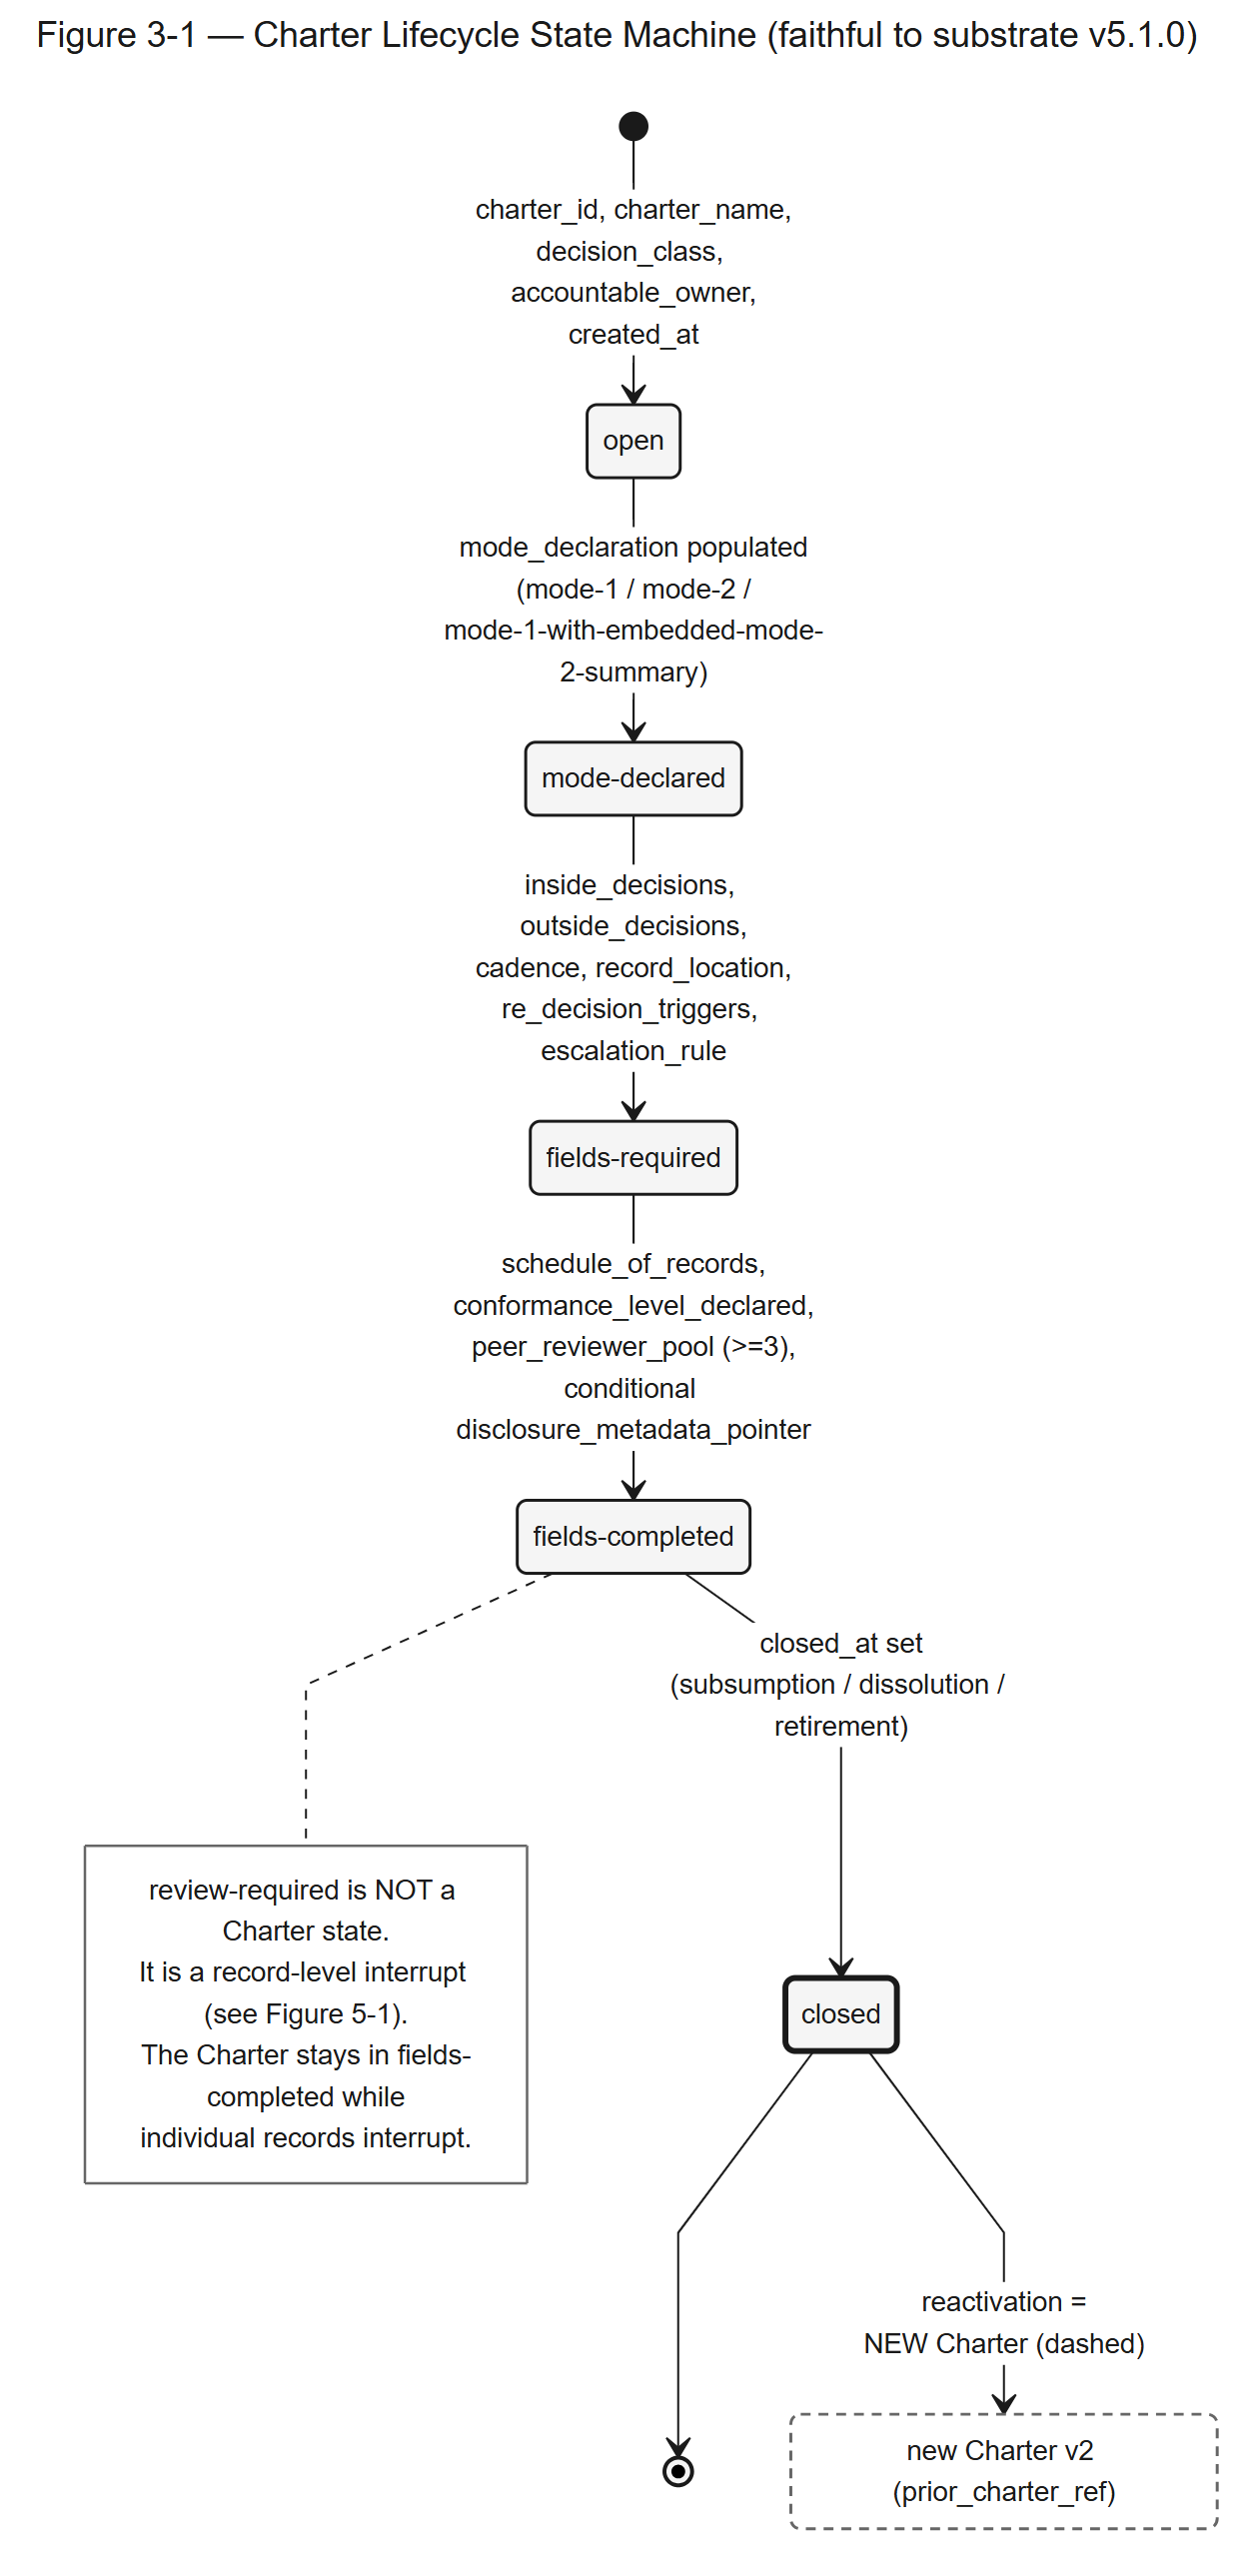 Figure 3-1 — Charter Lifecycle State Machine (faithful to substrate v5.1.0)
charter_id, charter_name,
decision_class,
accountable_owner,
created_at
open
mode_declaration populated
(mode-1 / mode-2 /
mode-1-with-embedded-mode-
2-summary)
mode-declared
inside_decisions,
outside_decisions,
cadence, record_location,
re_decision_triggers,
escalation_rule
fields-required
schedule_of_records,
conformance_level_declared,
peer_reviewer_pool (>=3),
conditional
disclosure_metadata_pointer
fields-completed
closed_at set
(subsumption / dissolution /
retirement)
review-required is NOT a
Charter state.
It is a record-level interrupt
(see Figure 5-1).
The Charter stays in fields-
completed while
individual records interrupt.
closed
reactivation =
NEW Charter (dashed)
new Charter v2
(prior_charter_ref)